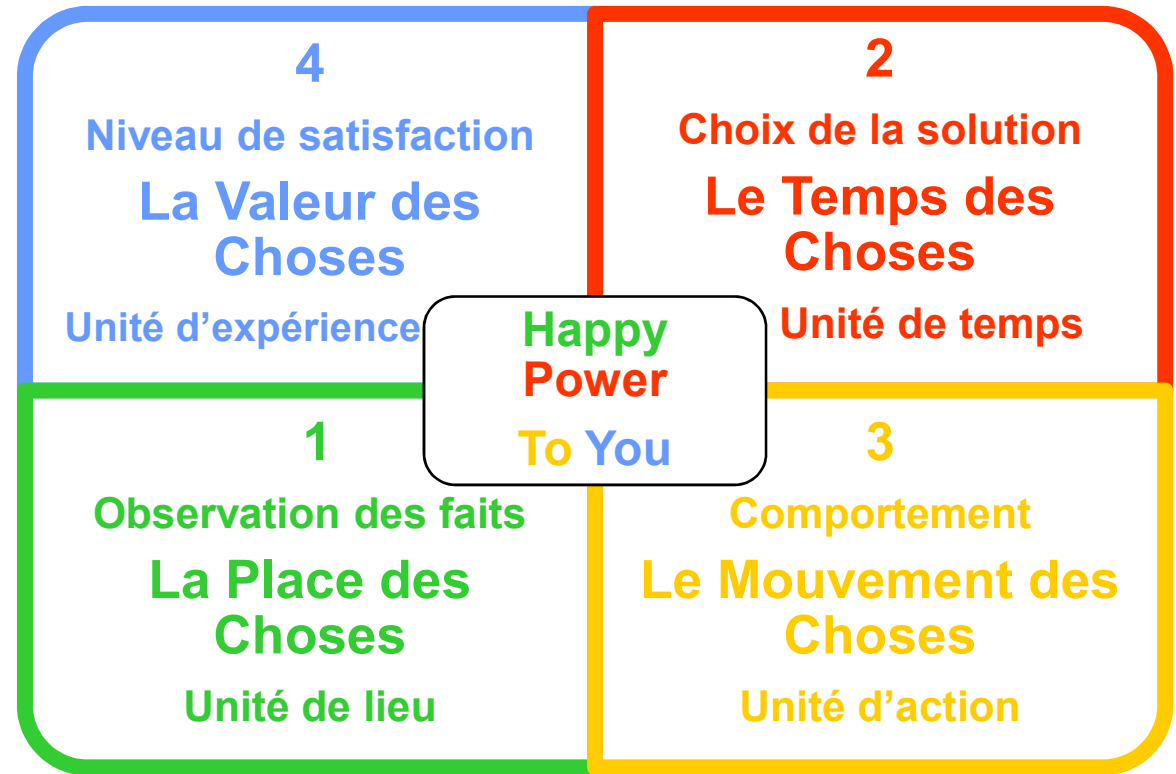 4
Niveau de satisfaction
La Valeur des
Choses
Unité d’expérience
2
Choix de la solution
Le Temps des
Choses
Unité de temps
Happy
Power
To You
1
Observation des faits
La Place des
Choses
Unité de lieu
3
Comportement
Le Mouvement des
Choses
Unité d’action